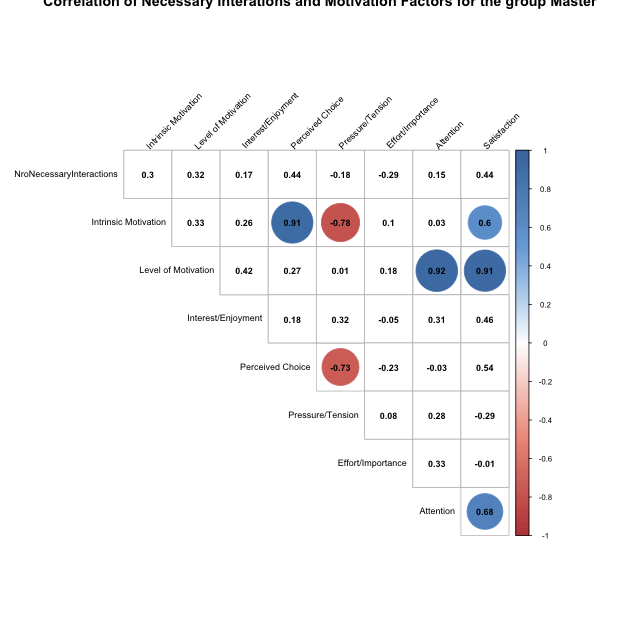 Correlation of Necessary Interations and Motivation Factors for the group Master
Intrinsic Motivation
Level of Motivation
Interest/Enjoyment
Perceived Choice
Pressure/Tension
Effort/Importance
Attention
Satisfaction
NroNecessaryInteractions 0.3 0.32 0.17 0.44 -0.18 -0.29 0.15 0.44
Intrinsic Motivation 0.33 0.26 0.91 -0.78 0.1 0.03 0.6
Level of Motivation 0.42 0.27 0.01 0.18 0.92 0.91
Interest/Enjoyment 0.18 0.32 -0.05 0.31 0.46
Perceived Choice -0.73 -0.23 -0.03 0.54
Pressure/Tension 0.08 0.28 -0.29
Effort/Importance 0.33 -0.01
Attention 0.68
1
0.8
0.6
0.4
0.2
0
-0.2
-0.4
-0.6
-0.8
-1